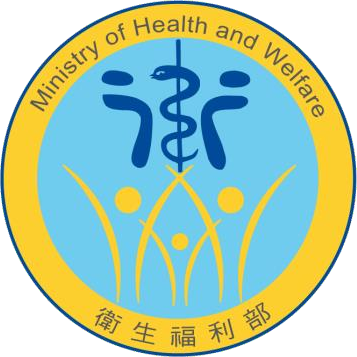 Ministry of Health and Welfare
衛生福利部